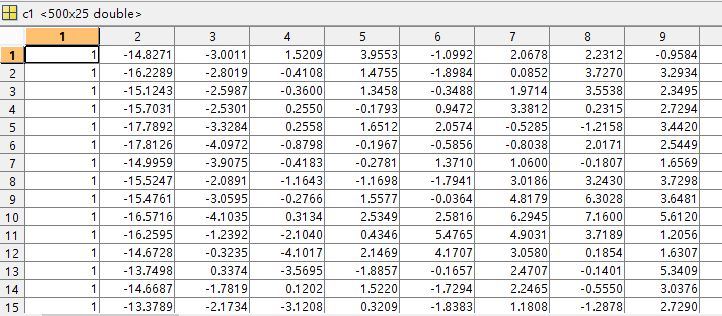 c1 <500x25 double>
1 2 3 4 5 6 7 8 9
1 1 -14.8271 -3.0011 1.5209 3.9553 -1.0992 2.0678 2.2312 -0.9584
2 1 -16.2289 -2.8019 -0.4108 1.4755 -1.8984 0.0852 3.7270 3.2934
3 1 -15.1243 -2.5987 -0.3600 1.3458 -0.3488 1.9714 3.5538 2.3495
4 1 -15.7031 -2.5301 0.2550 -0.1793 0.9472 3.3812 0.2315 2.7294
5 1 -17.7892 -3.3284 0.2558 1.6512 2.0574 -0.5285 -1.2158 3.4420
6 1 -17.8126 -4.0972 -0.8798 -0.1967 -0.5856 -0.8038 2.0171 2.5449
7 1 -14.9959 -3.9075 -0.4183 -0.2781 1.3710 1.0600 -0.1807 1.6569
8 1 -15.5247 -2.0891 -1.1643 -1.1698 -1.7941 3.0186 3.2430 3.7298
9 1 -15.4761 -3.0595 -0.2766 1.5577 -0.0364 4.8179 6.3028 3.6481
10 1 -16.5716 -4.1035 0.3134 2.5349 2.5816 6.2945 7.1600 5.6120
11 1 -16.2595 -1.2392 -2.1040 0.4346 5.4765 4.9031 3.7189 1.2056
12 1 -14.6728 -0.3235 -4.1017 2.1469 4.1707 3.0580 0.1854 1.6307
13 1 -13.7498 0.3374 -3.5695 -1.8857 -0.1657 2.4707 -0.1401 5.3409
14 1 -14.6687 -1.7819 0.1202 1.5220 -1.7294 2.2465 -0.5550 3.0376
15 1 -13.3789 -2.1734 -3.1208 0.3209 -1.8383 1.1808 -1.2878 2.7290